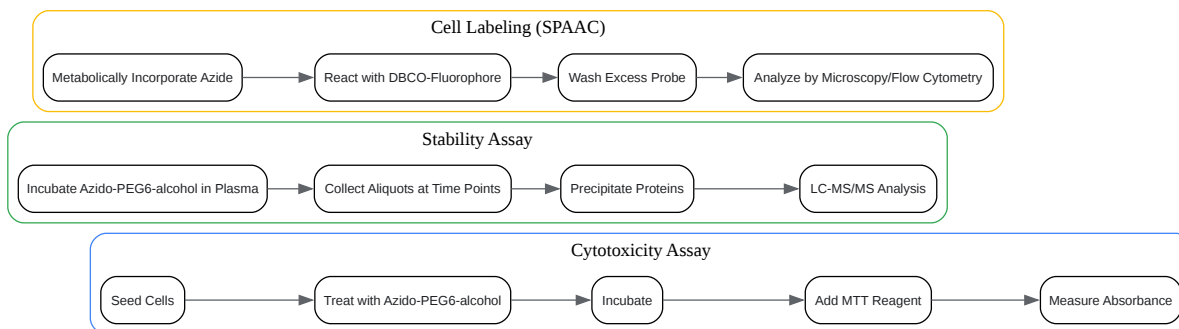 Cell Labeling (SPAAC)
Metabolically Incorporate Azide
React with DBCO-Fluorophore
Wash Excess Probe
Analyze by Microscopy/Flow Cytometry
Stability Assay
Incubate Azido-PEG6-alcohol in Plasma
Collect Aliquots at Time Points
Precipitate Proteins
LC-MS/MS Analysis
Cytotoxicity Assay
Seed Cells
Treat with Azido-PEG6-alcohol
Incubate
Add MTT Reagent
Measure Absorbance